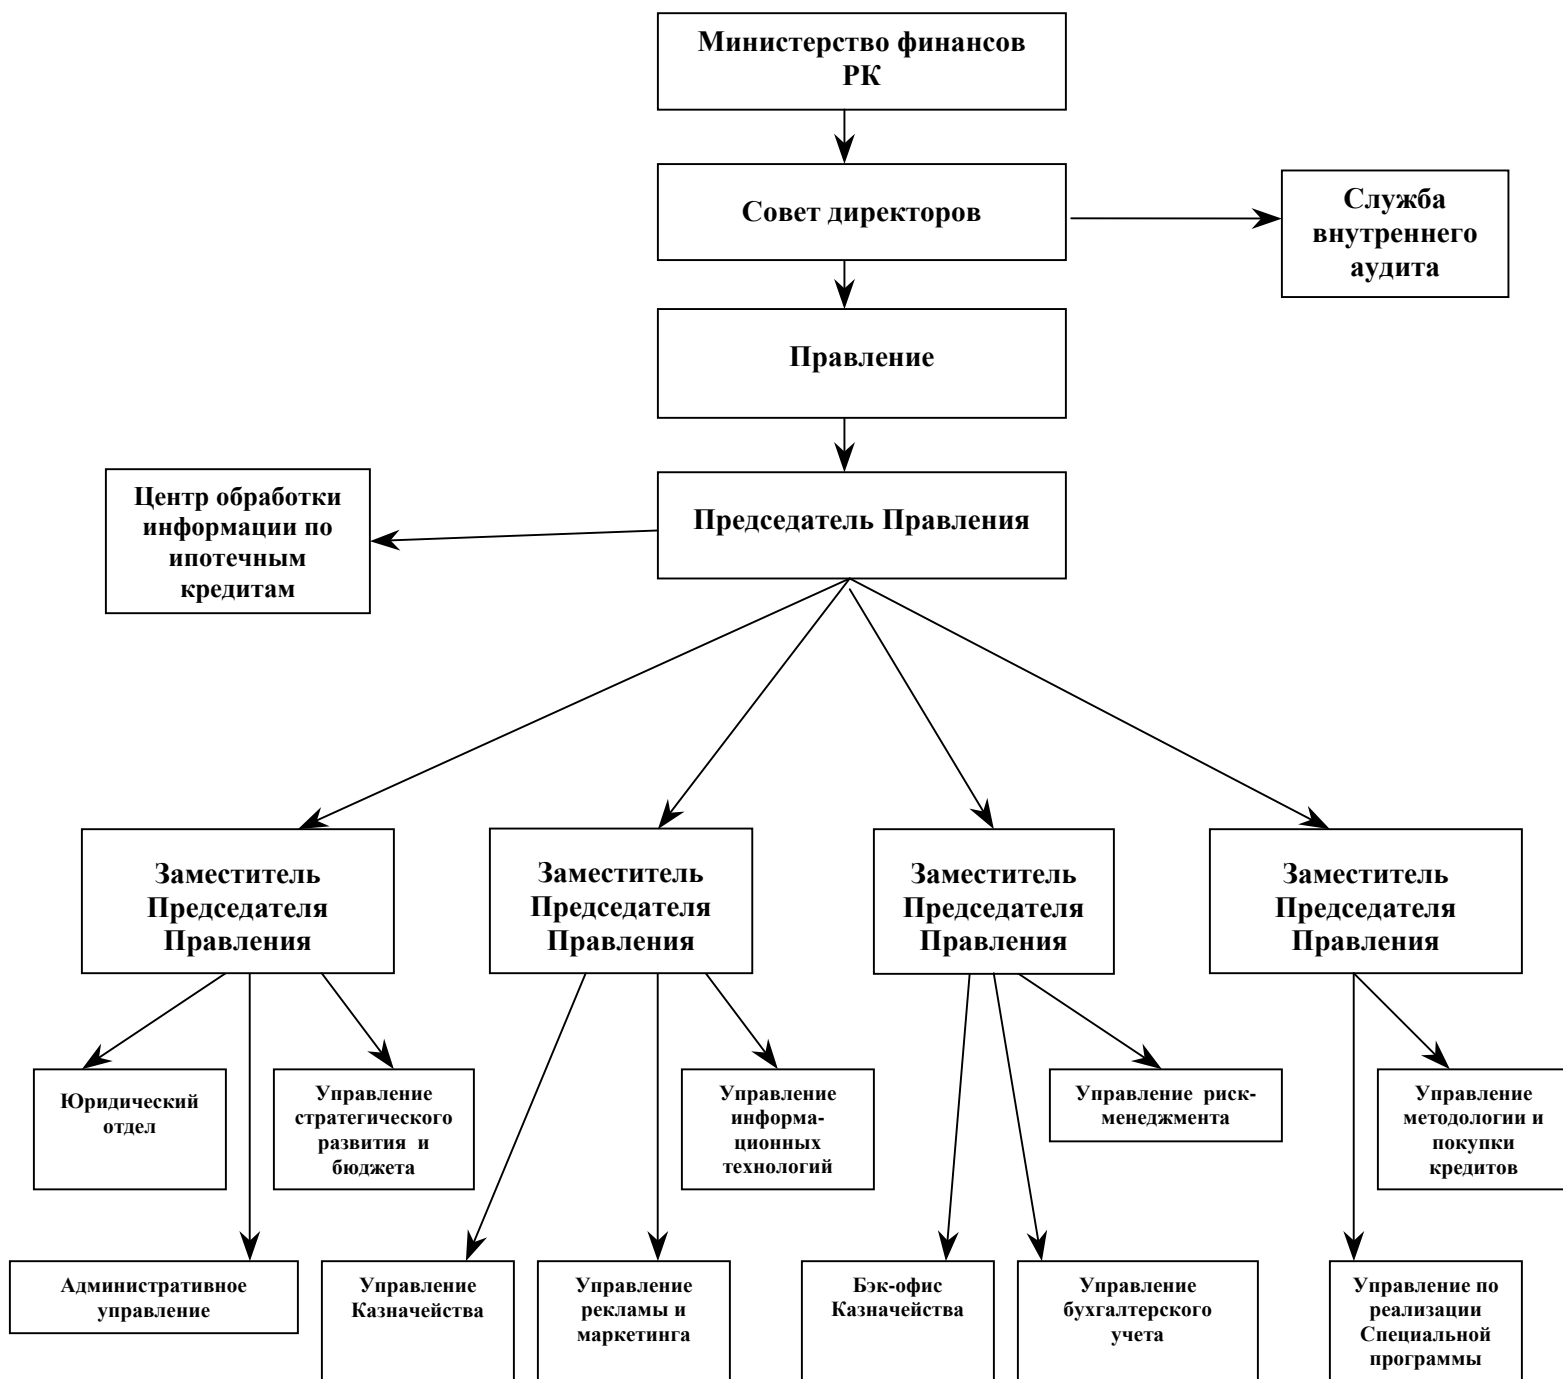 Министерство финансов
РК
Совет директоров
Служба
внутреннего
аудита
Правление
Центр обработки
информации по
ипотечным
кредитам
Председатель Правления
Заместитель
Председателя
Правления
Заместитель
Председателя
Правления
Заместитель
Председателя
Правления
Заместитель
Председателя
Правления
Юридический
отдел
Управление
стратегического
развития и
бюджета
Управление
информа-
ционных
технологий
Управление риск-
менеджмента
Управление
методологии и
покупки
кредитов
Административное
управление
Управление
Казначейства
Управление
рекламы и
маркетинга
Бэк-офис
Казначейства
Управление
бухгалтерского
учета
Управление по
реализации
Специальной
программы